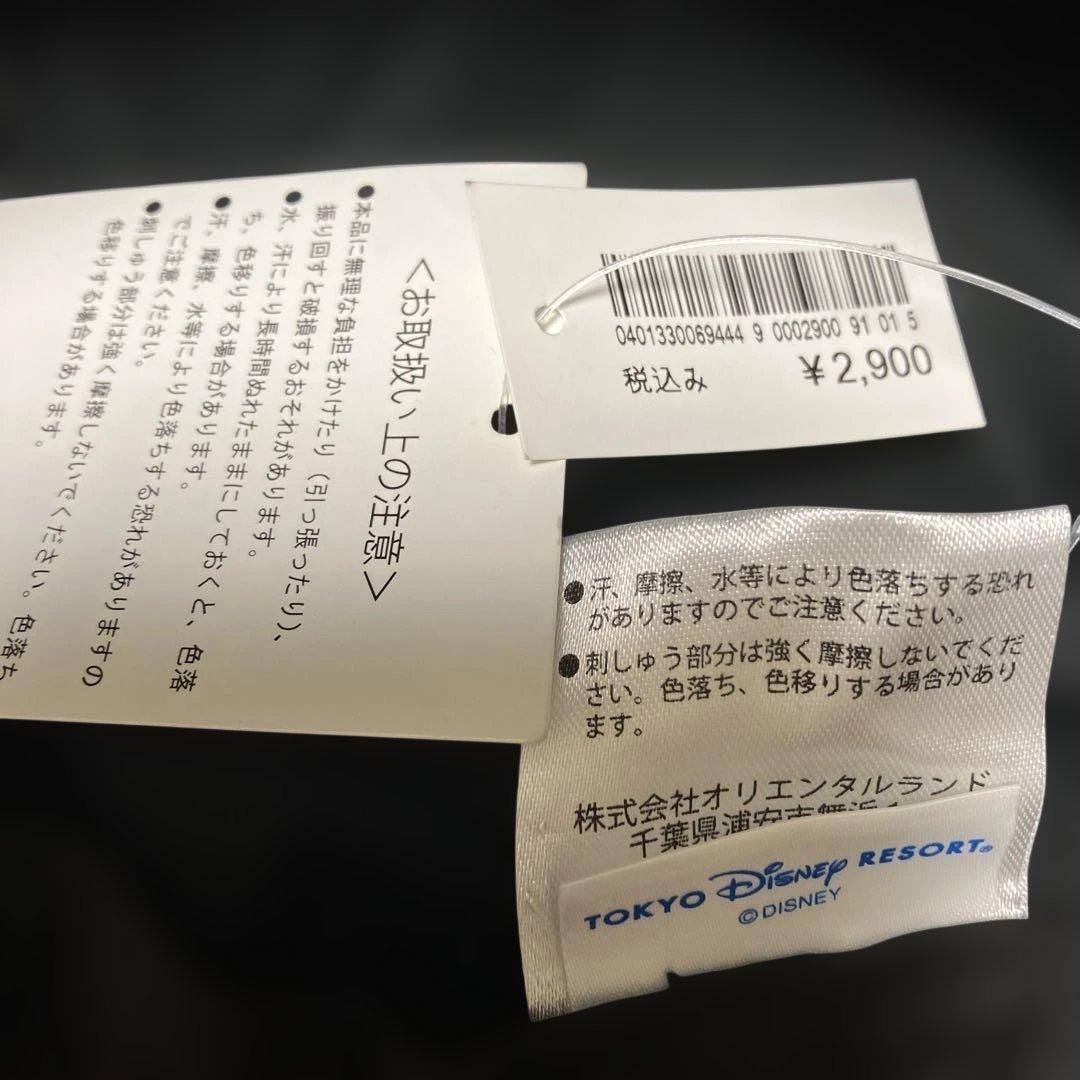 <お取扱い上の注意>
●本品に無理な負担をかけたり（引っ張ったり）、
振り回すと破損するおそれがあります。
●水、汗により長時間ぬれたままにしておくと、色落
ち、色移りする場合があります。
●汗、摩擦、水等により色落ちする恐れがありますの
でご注意ください。
●刺しゅう部分は強く摩擦しないでください。色落ち
色移りする場合があります。
0401330069444 9 0002900 91 01 5
税込み
￥2,900
●汗、摩擦、水等により色落ちする恐れ
がありますのでご注意ください。
●刺しゅう部分は強く摩擦しないでくだ
さい。色落ち、色移りする場合があり
ます。
株式会社オリエンタルランド
千葉県浦安市舞浜
TOKYO DISNEY RESORT®
©DISNEY